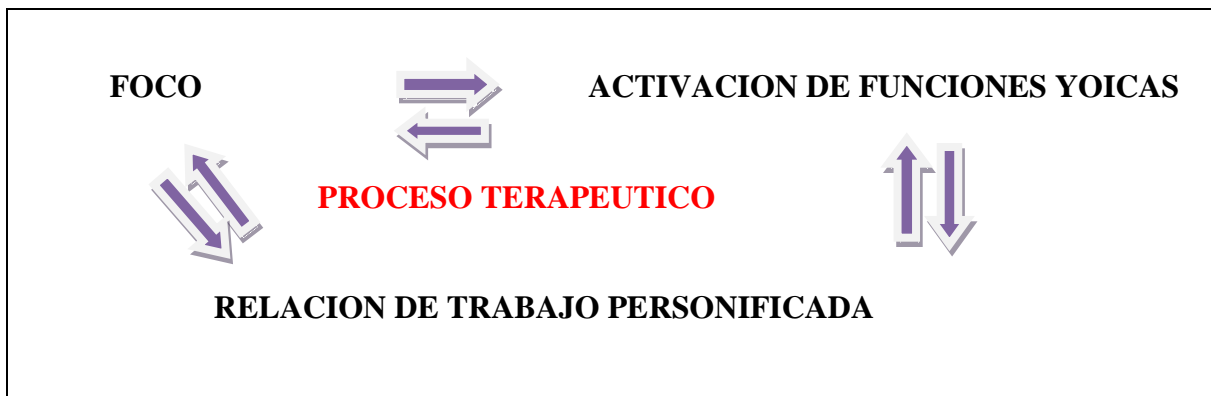 FOCO ACTIVACION DE FUNCIONES YOICAS
PROCESO TERAPEUTICO
RELACION DE TRABAJO PERSONIFICADA